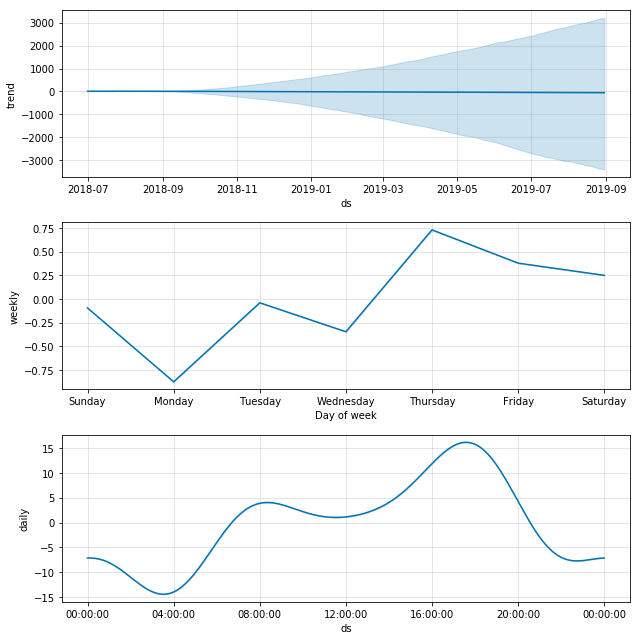 3000
2000
1000
0
−1000
−2000
−3000
trend
2018-07 2018-09 2018-11 2019-01 2019-03 2019-05 2019-07 2019-09
ds
0.75
0.50
0.25
0.00
−0.25
−0.50
−0.75
weekly
Sunday Monday Tuesday Wednesday Thursday Friday Saturday
Day of week
15
10
5
0
−5
−10
−15
daily
00:00:00 04:00:00 08:00:00 12:00:00 16:00:00 20:00:00 00:00:00
ds